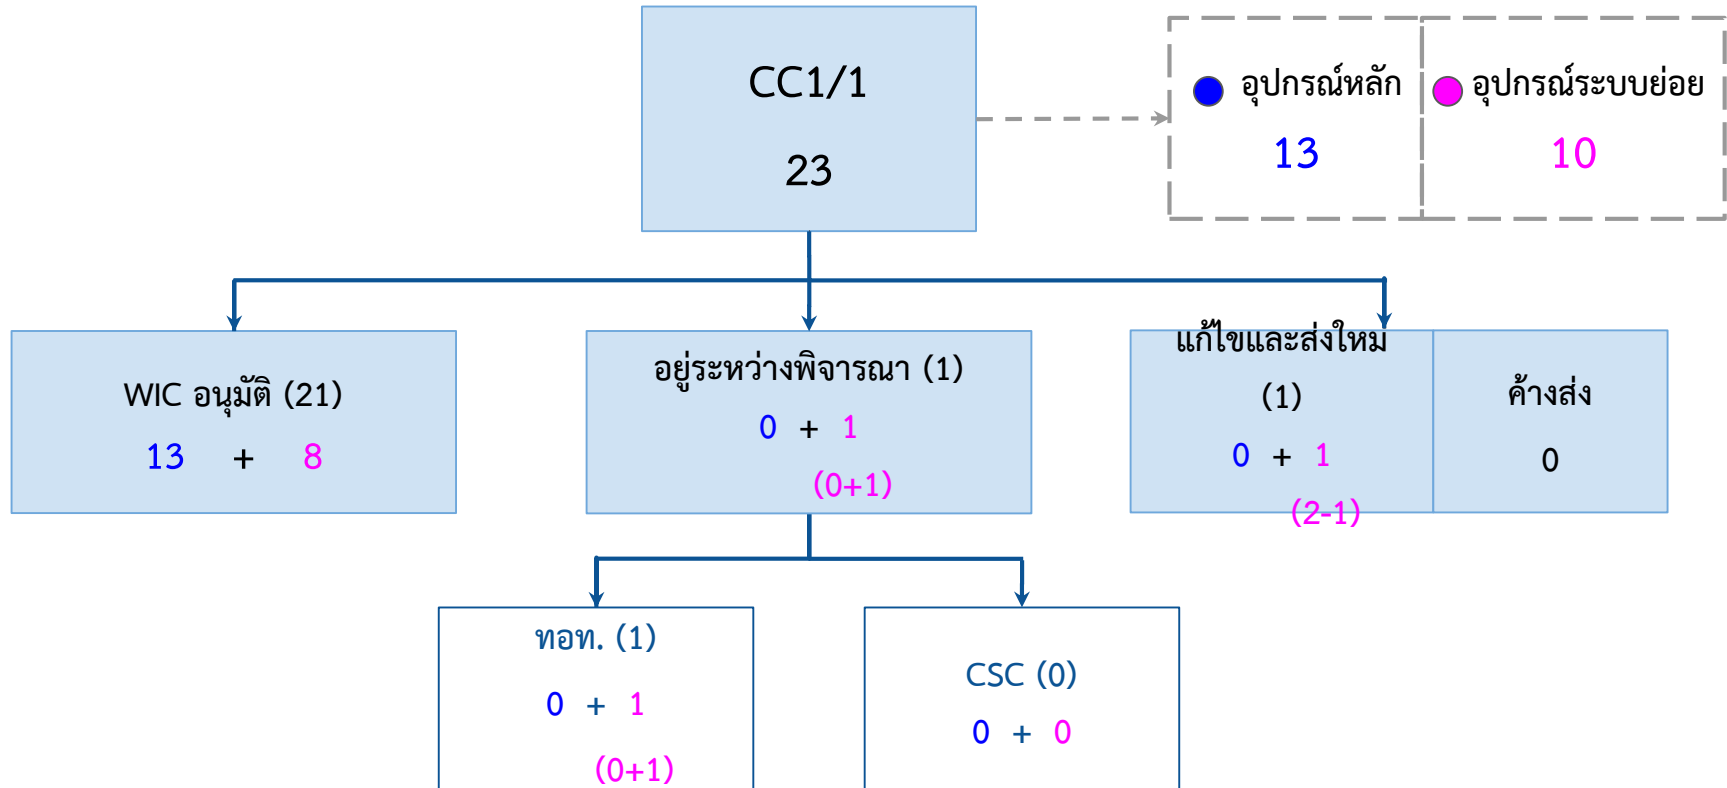 CC1/1
23
อุปกรณ์หลัก
13
อุปกรณ์ระบบย่อย
10
WIC อนุมัติ (21)
13 + 8
อยู่ระหว่างพิจารณา (1)
0 + 1
(0+1)
แก้ไขและส่งใหม่
(1)
0 + 1
(2-1)
ค้างส่ง
0
ทอท. (1)
0 + 1
(0+1)
CSC (0)
0 + 0